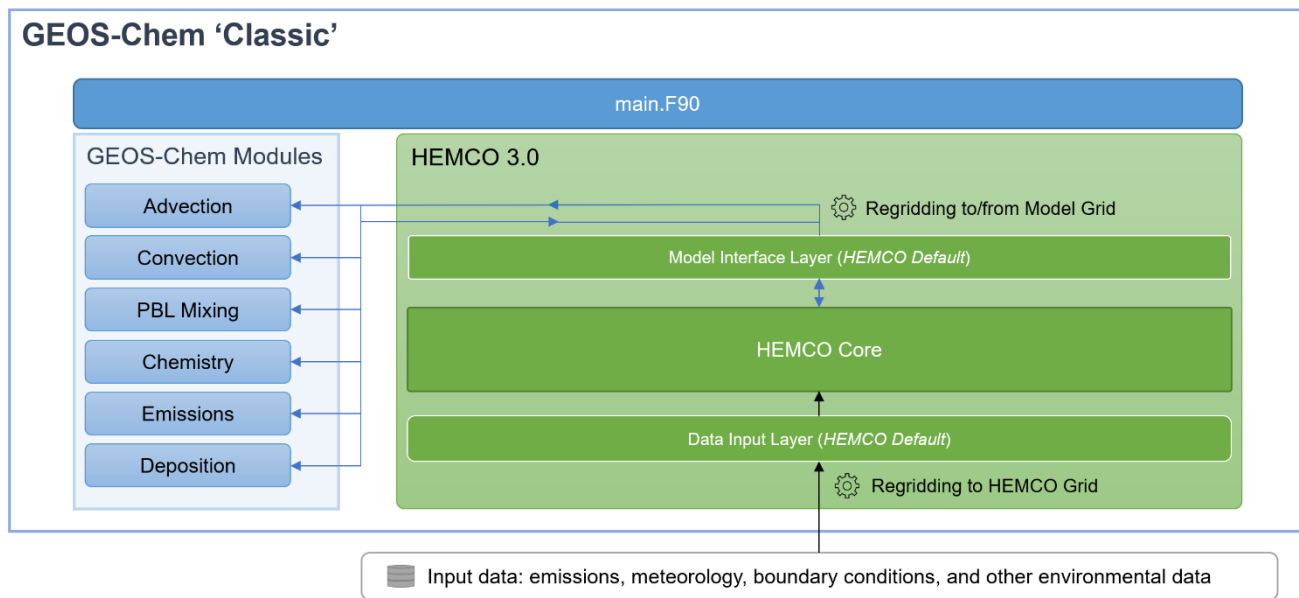 GEOS-Chem ‘Classic’
main.F90
GEOS-Chem Modules
Advection
Convection
PBL Mixing
Chemistry
Emissions
Deposition
HEMCO 3.0
Regridding to/from Model Grid
Model Interface Layer (HEMCO Default)
HEMCO Core
Data Input Layer (HEMCO Default)
Regridding to HEMCO Grid
Input data: emissions, meteorology, boundary conditions, and other environmental data